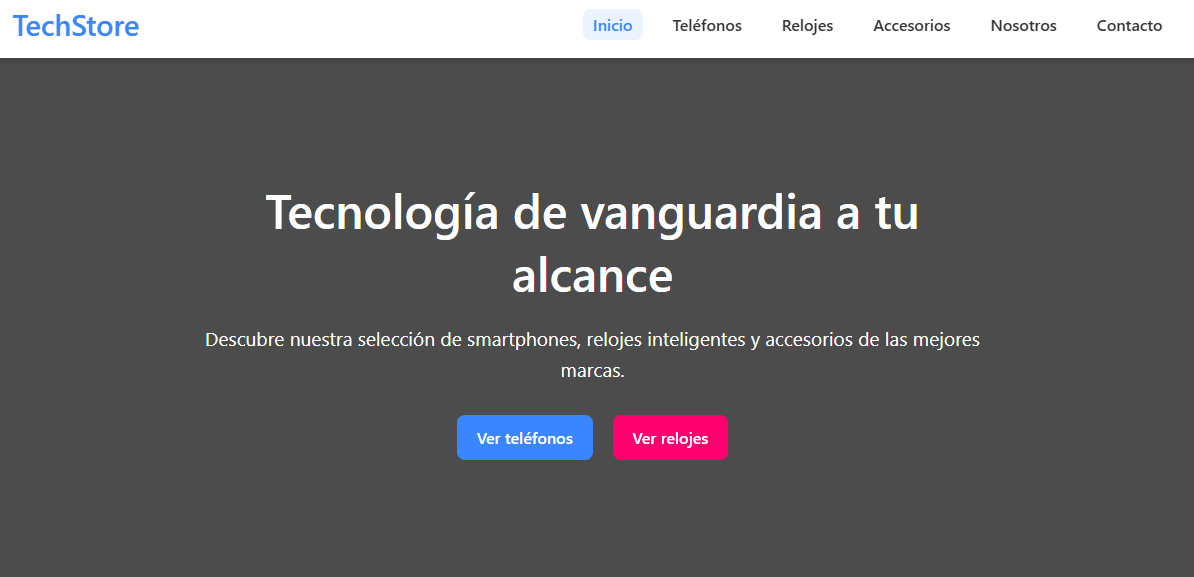 TechStore
Inicio Teléfonos Relojes Accesorios Nosotros Contacto
Tecnología de vanguardia a tu
alcance
Descubre nuestra selección de smartphones, relojes inteligentes y accesorios de las mejores
marcas.
Ver teléfonos
Ver relojes